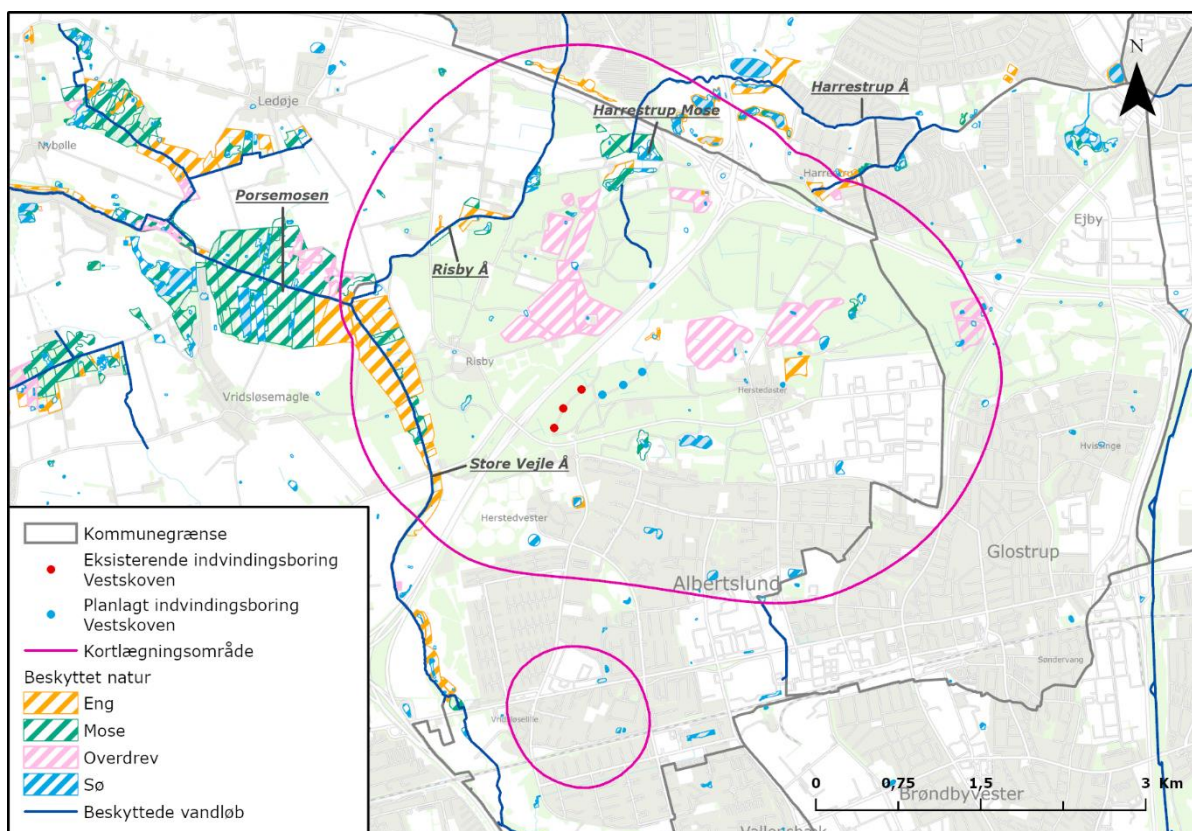 N
Ledøje
Harrestrup Å
Harrestrup Mose
Nybølle
Harrestrup
Porsemosen
Ejby
Risby Å
Risby
Vridsløsemagle
Herstedøster
Hvissinge
Store Vejle Å
Herstedvester
Glostrup
Albertslund
Søndervang
Vridsløselille
Brøndbyvester
Kommunegrænse
Eksisterende indvindingsboring
Vestskoven
Planlagt indvindingsboring
Vestskoven
Kortlægningsområde
Beskyttet natur
Eng
Mose
Overdrev
Sø
Beskyttede vandløb
0 0,75 1,5 3 Km